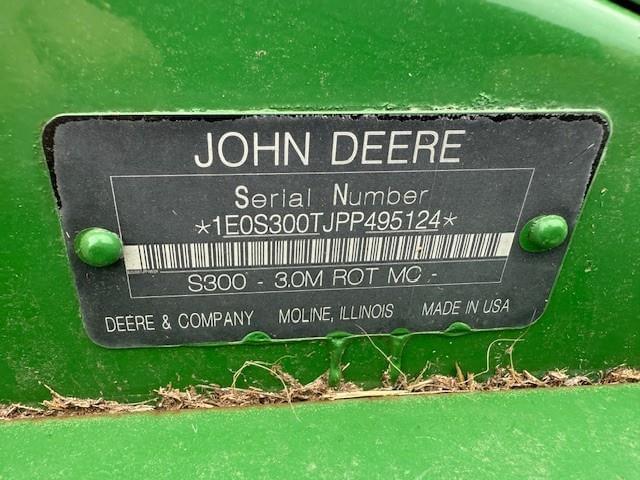 JOHN DEERE
Serial Number
*1E0S300TJPP495124*
S300 - 3.0M ROT MC -
DEERE & COMPANY MOLINE, ILLINOIS MADE IN USA